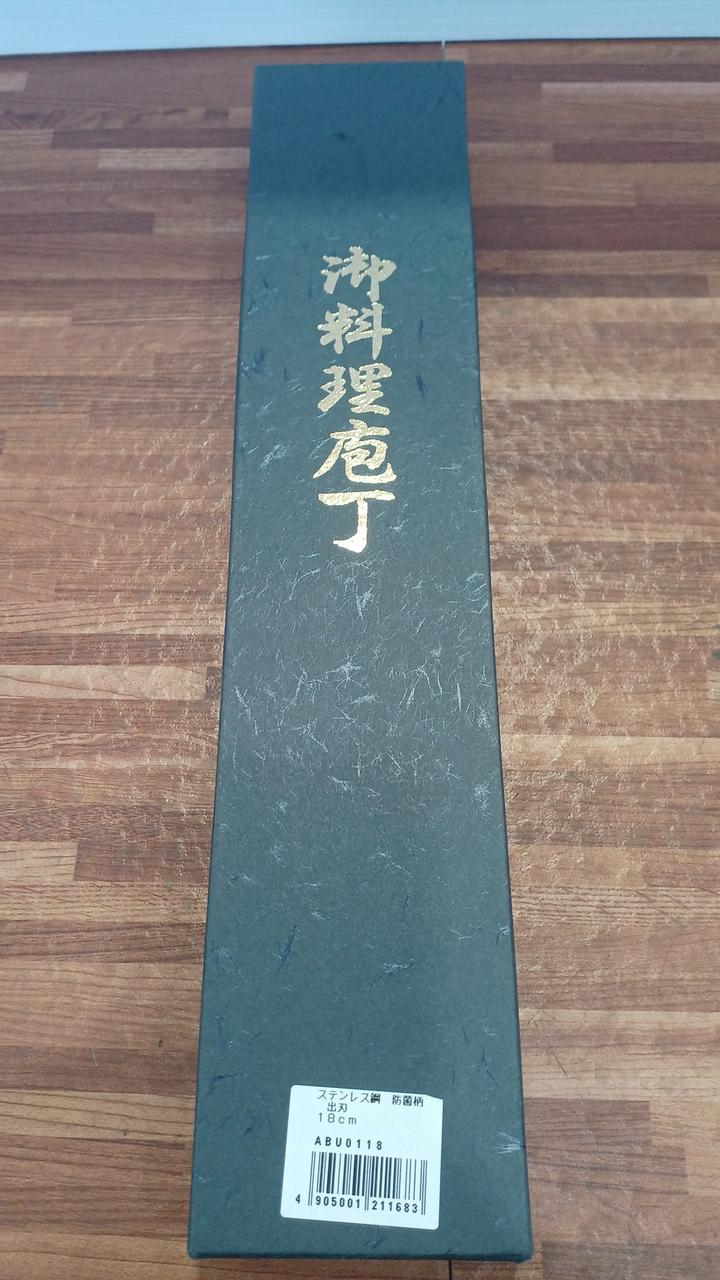 御料理庖丁
ステンレス鋼 防菌柄
出刃
18cm
ABU0118
4 905001 211683